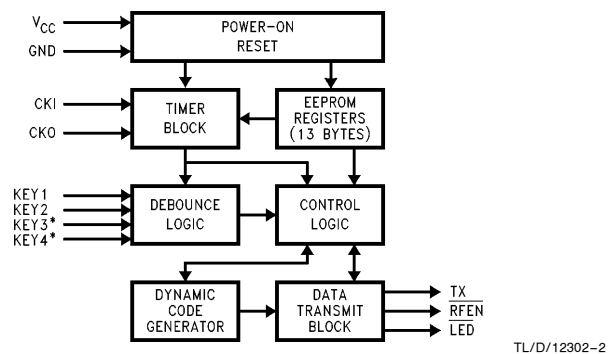 VCC
GND
POWER-ON
RESET
CKI
CKO
TIMER
BLOCK
EEPROM
REGISTERS
(13 BYTES)
KEY1
KEY2
KEY3*
KEY4*
DEBOUNCE
LOGIC
CONTROL
LOGIC
DYNAMIC
CODE
GENERATOR
DATA
TRANSMIT
BLOCK
TX
RFEN
LED
TL/D/12302-2